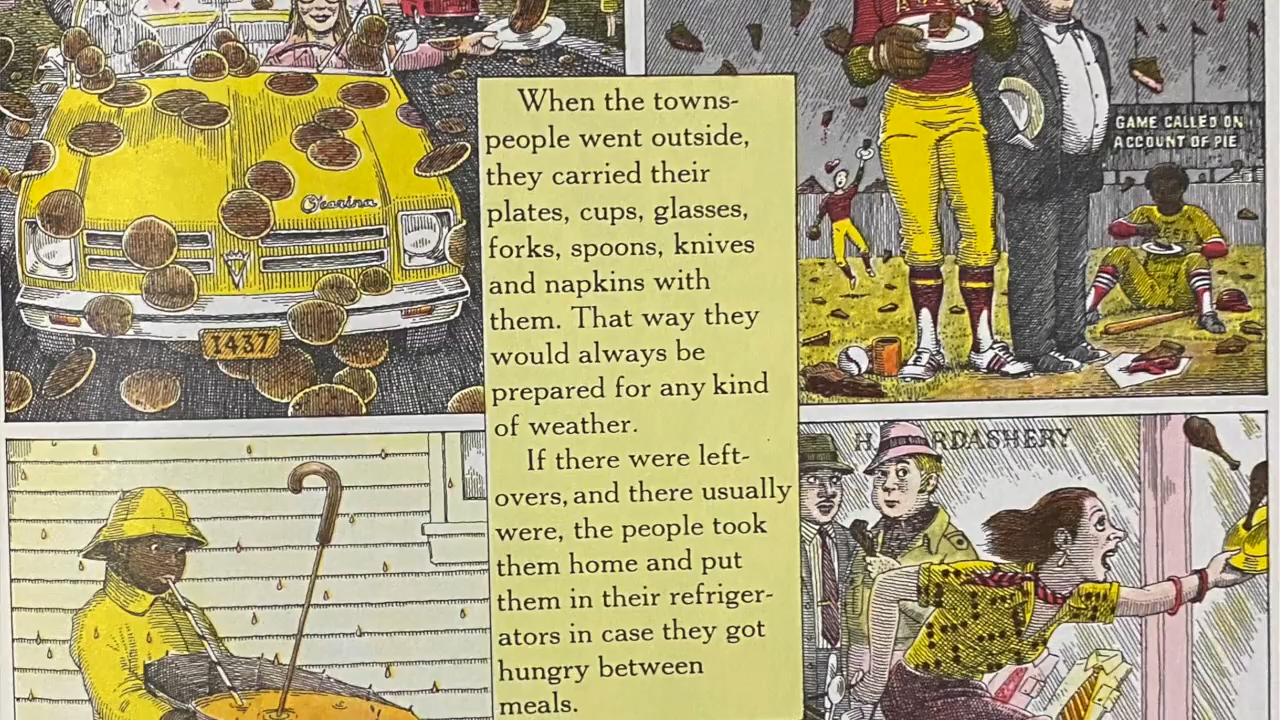 When the towns-
people went outside,
they carried their
plates, cups, glasses,
forks, spoons, knives
and napkins with
them. That way they
would always be
prepared for any kind
of weather.
If there were left-
overs, and there usually
were, the people took
them home and put
them in their refriger-
ators in case they got
hungry between
meals.
Ocarina
1437
GAME CALLED ON
ACCOUNT OF PIE
H RDASHERY